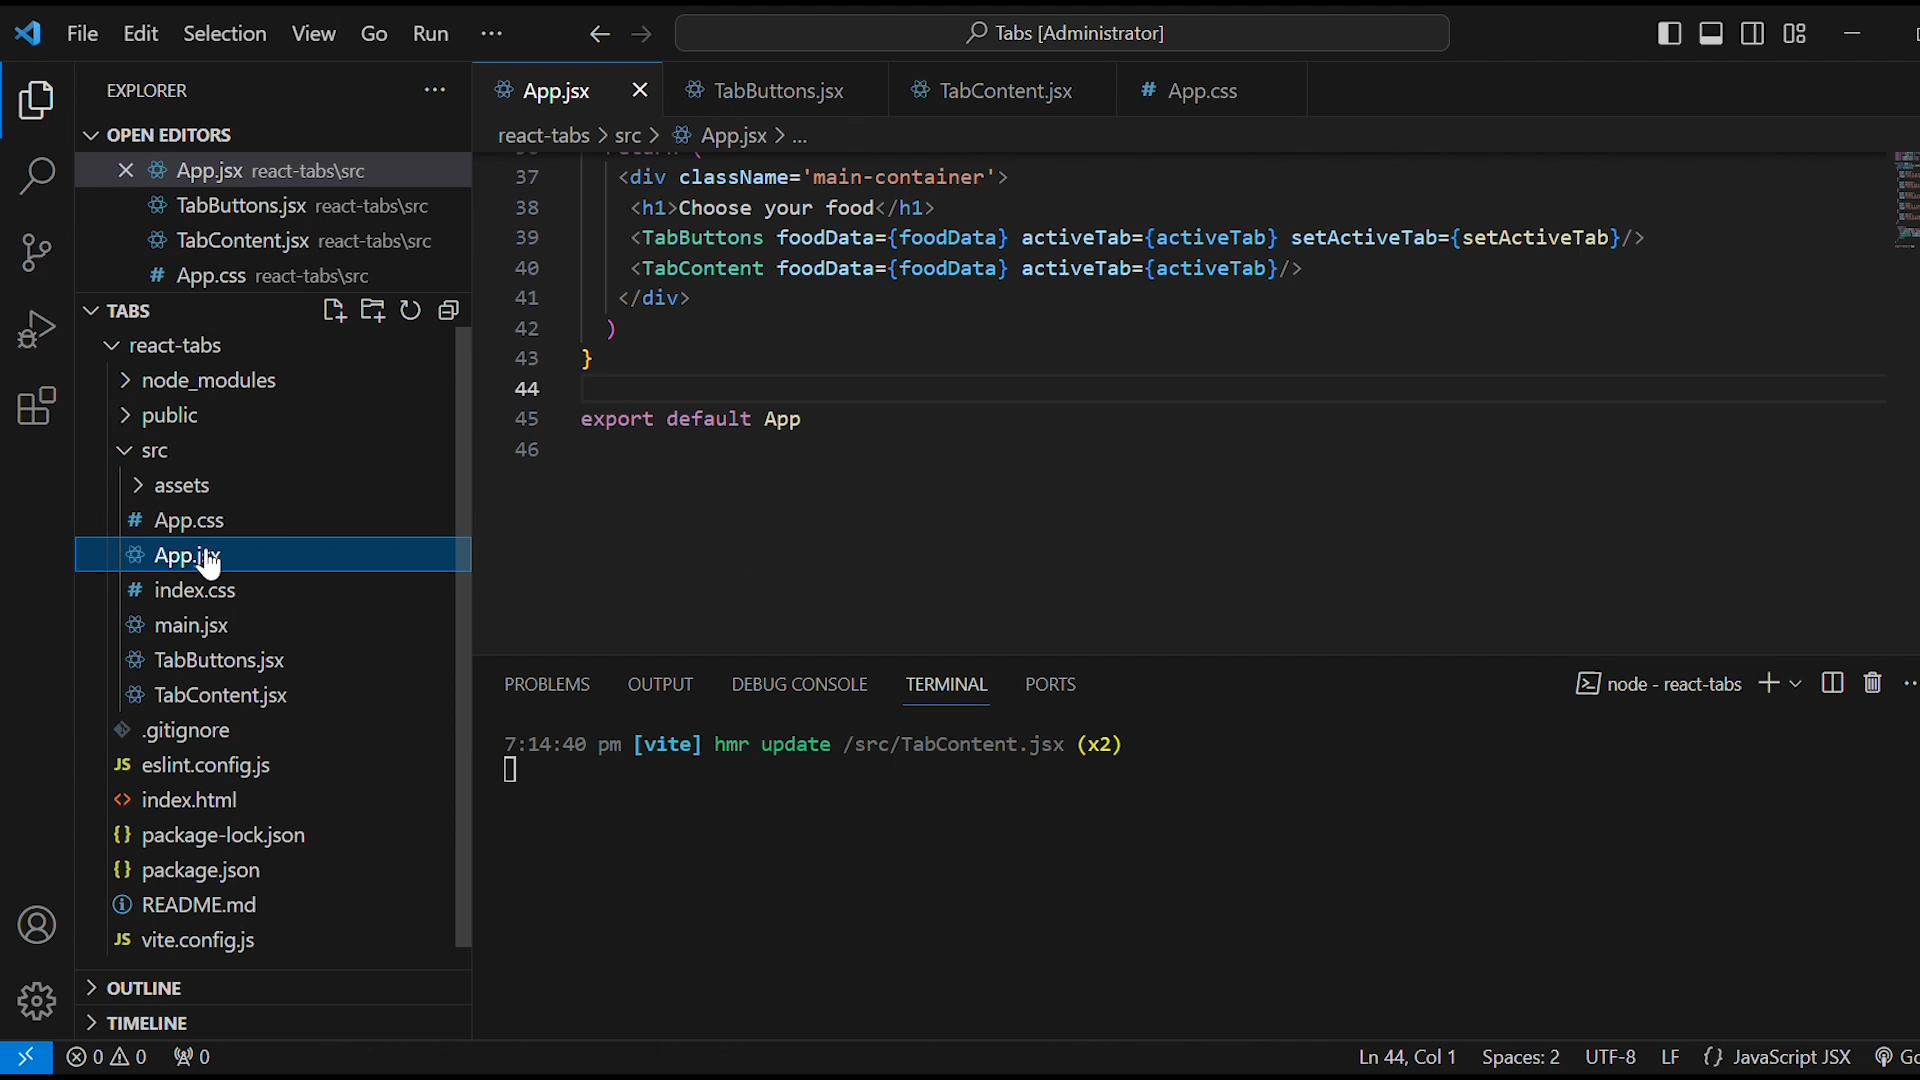 File Edit Selection View Go Run ··· Tabs [Administrator]
EXPLORER ···
OPEN EDITORS
App.jsx react-tabs\src
TabButtons.jsx react-tabs\src
TabContent.jsx react-tabs\src
# App.css react-tabs\src
TABS
react-tabs
node_modules
public
src
assets
# App.css
App.jsx
# index.css
main.jsx
TabButtons.jsx
TabContent.jsx
.gitignore
JS eslint.config.js
<> index.html
{} package-lock.json
{} package.json
README.md
JS vite.config.js
OUTLINE
TIMELINE
App.jsx TabButtons.jsx TabContent.jsx # App.css
react-tabs > src > App.jsx > ...
37 <div className='main-container'>
38 <h1>Choose your food</h1>
39 <TabButtons foodData={foodData} activeTab={activeTab} setActiveTab={setActiveTab}/>
40 <TabContent foodData={foodData} activeTab={activeTab}/>
41 </div>
42 )
43 }
44
45 export default App
46
PROBLEMS OUTPUT DEBUG CONSOLE TERMINAL PORTS node - react-tabs
7:14:40 pm [vite] hmr update /src/TabContent.jsx (x2)
0 0 0 Ln 44, Col 1 Spaces: 2 UTF-8 LF {} JavaScript JSX